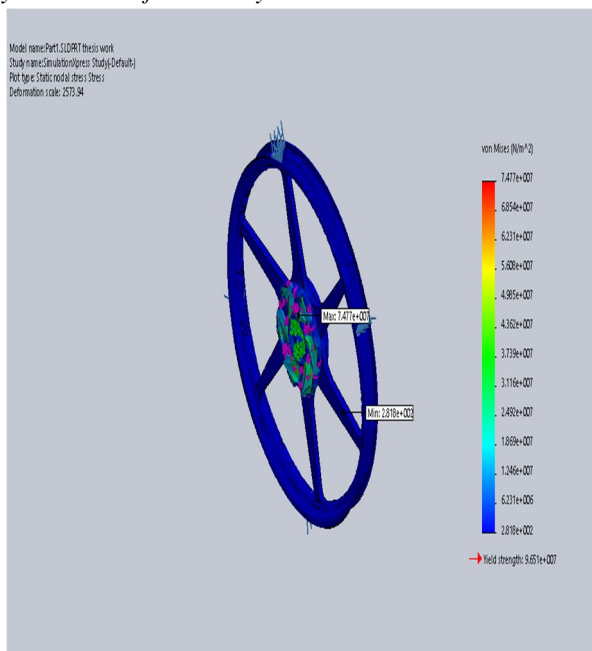 Model name:Part1.SLDPRT thesis work
Study name:SimulationXpress Study(-Default-)
Plot type: Static nodal stress Stress
Deformation scale: 2573.94
von Mises (N/m^2)
7.477e+007
6.854e+007
6.231e+007
5.608e+007
4.985e+007
4.362e+007
3.739e+007
3.116e+007
2.492e+007
1.869e+007
1.246e+007
6.231e+006
2.818e+002
Yield strength: 9.651e+007
Max: 7.477e+007
Min: 2.818e+002